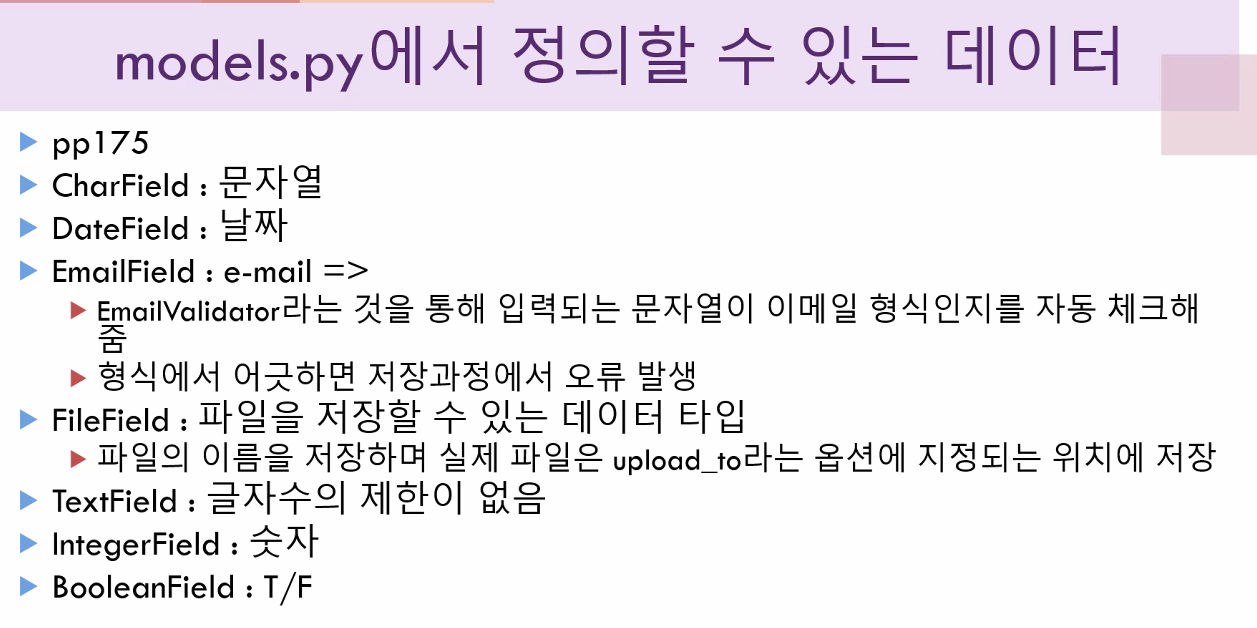 models.py에서 정의할 수 있는 데이터
pp175
CharField : 문자열
DateField : 날짜
EmailField : e-mail =>
EmailValidator라는 것을 통해 입력되는 문자열이 이메일 형식인지를 자동 체크해
줌
형식에서 어긋하면 저장과정에서 오류 발생
FileField : 파일을 저장할 수 있는 데이터 타입
파일의 이름을 저장하며 실제 파일은 upload_to라는 옵션에 지정되는 위치에 저장
TextField : 글자수의 제한이 없음
IntegerField : 숫자
BooleanField : T/F